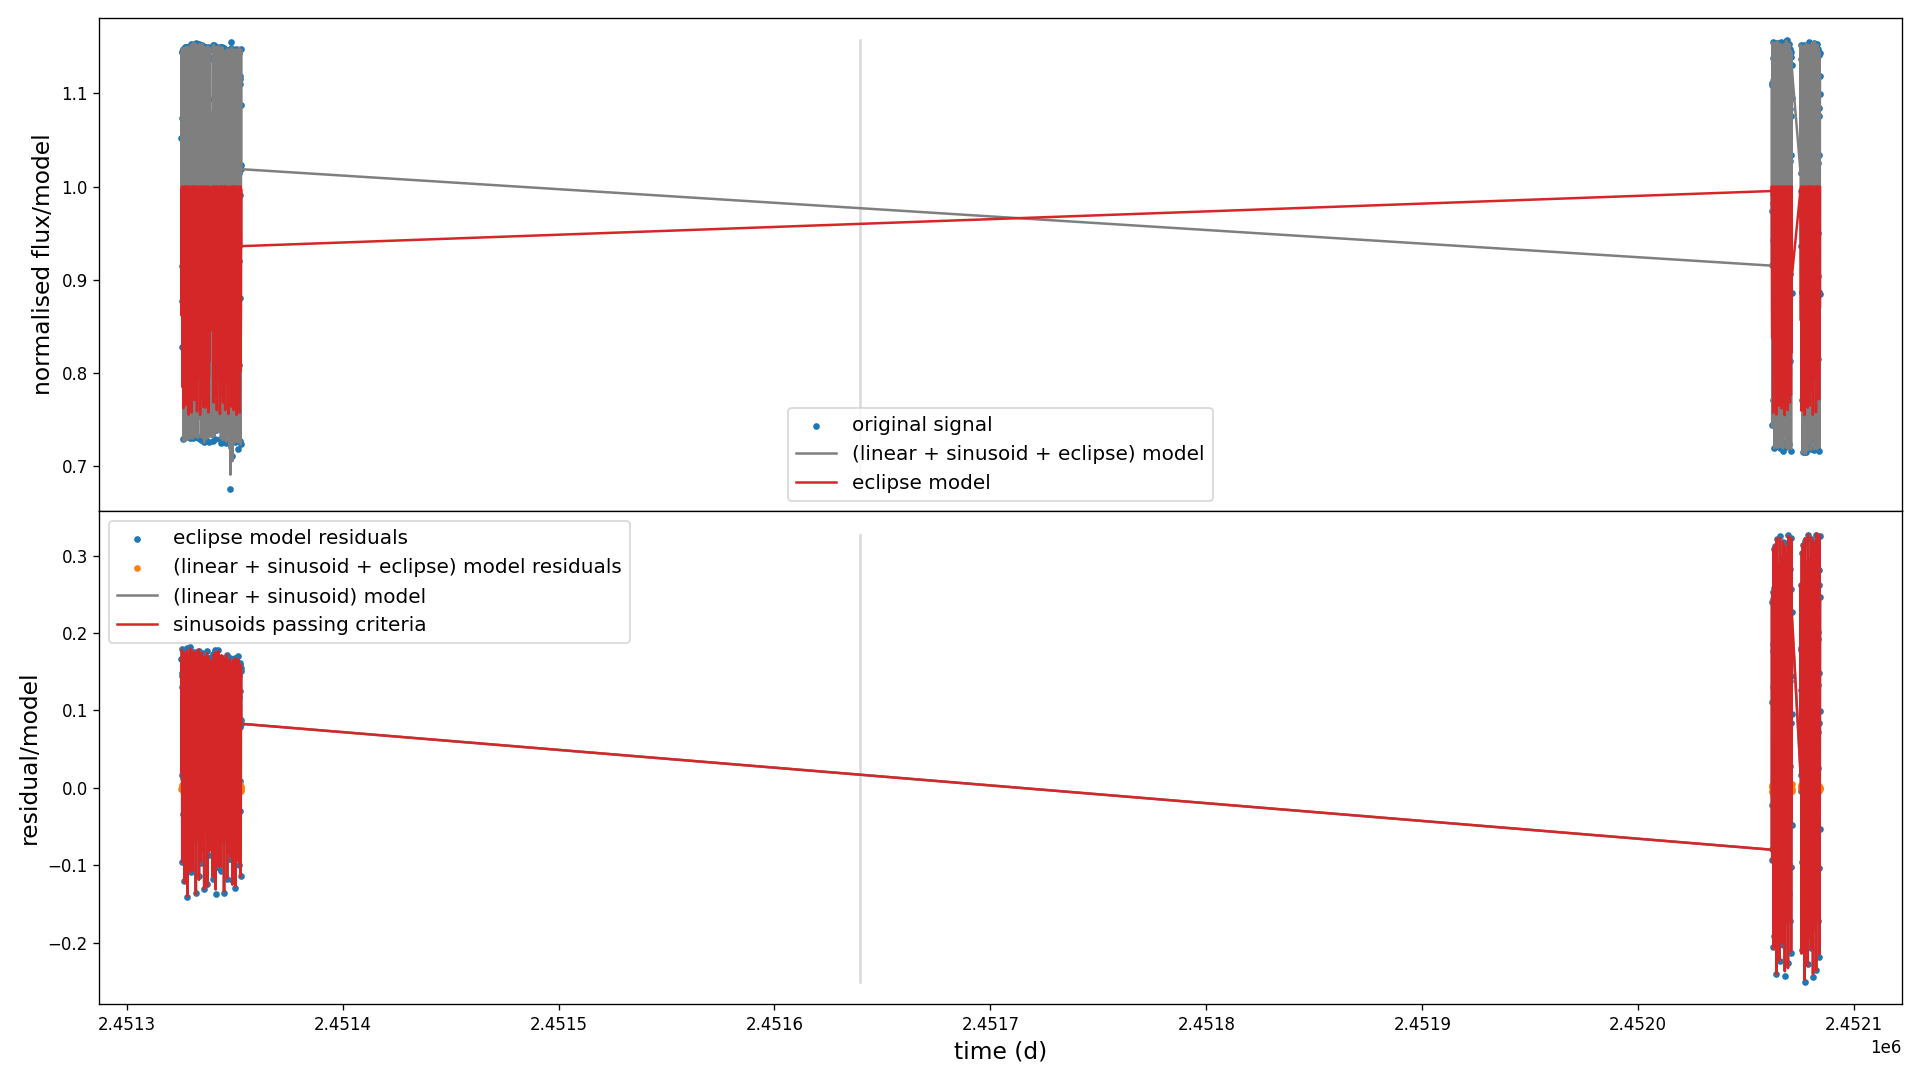 normalised flux/model
1.1
1.0
0.9
0.8
0.7
original signal
(linear + sinusoid + eclipse) model
eclipse model
residual/model
0.3
0.2
0.1
0.0
−0.1
−0.2
eclipse model residuals
(linear + sinusoid + eclipse) model residuals
(linear + sinusoid) model
sinusoids passing criteria
2.4513 2.4514 2.4515 2.4516 2.4517 2.4518 2.4519 2.4520 2.4521
1e6
time (d)